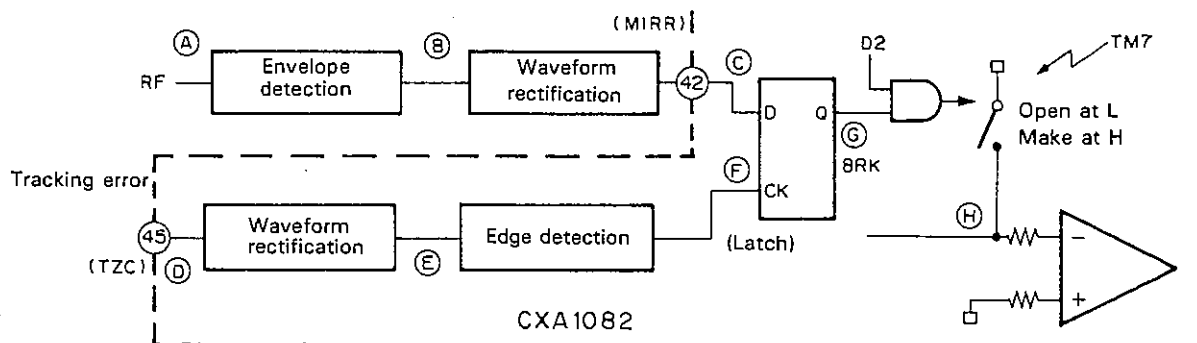 (MIRR)
A
RF
Envelope
detection
B
Waveform
rectification
42
C
D2
TM7
D
Q
G
Open at L
Make at H
8RK
Tracking error
F
CK
(Latch)
H
45
(TZC)
D
Waveform
rectification
E
Edge detection
−
+
CXA1082